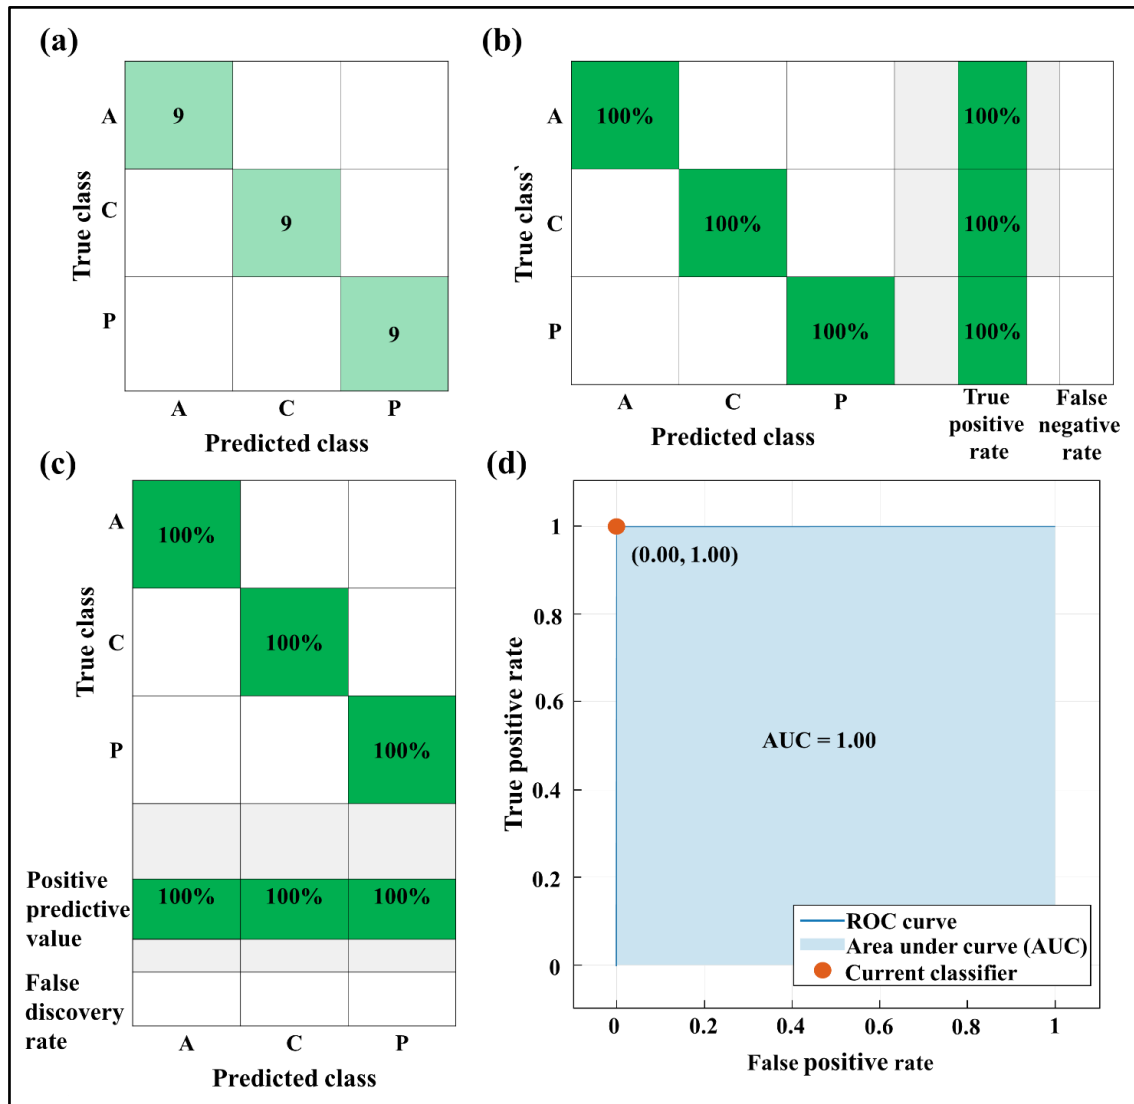 (a)
A
9
C
9
P
9
True class
A C P
Predicted class
(b)
A
100% 100%
C
100% 100%
P
100% 100%
True class`
A C P
True positive rate
False negative rate
Predicted class
(c)
A
100%
C
100%
P
100%
True class
Positive predictive value
100% 100% 100%
False discovery rate
A C P
Predicted class
(d)
1
0.8
0.6
0.4
0.2
0
True positive rate
(0.00, 1.00)
AUC = 1.00
ROC curve
Area under curve (AUC)
Current classifier
0 0.2 0.4 0.6 0.8 1
False positive rate